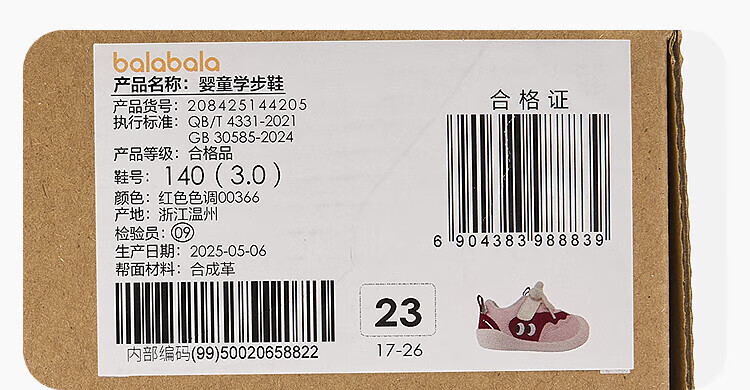 balabala
产品名称：婴童学步鞋
产品货号：208425144205
执行标准：QB/T 4331-2021
GB 30585-2024
产品等级：合格品
鞋号：140（3.0）
颜色：红色色调00366
产地：浙江温州
检验员：09
生产日期：2025-05-06
帮面材料：合成革
内部编码(99)50020658822
合格证
6 904383 988839
23
17-26